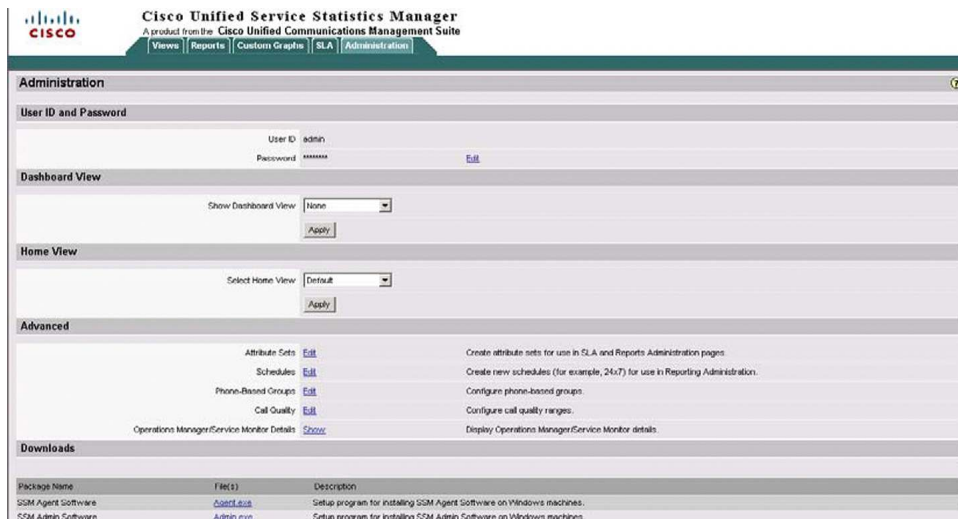 CISCO
Cisco Unified Service Statistics Manager
A product from the Cisco Unified Communications Management Suite
Views Reports Custom Graphs SLA Administration
Administration
?
User ID and Password
User ID admin
Password ******** Edit
Dashboard View
Show Dashboard View None
Apply
Home View
Select Home View Default
Apply
Advanced
Attribute Sets Edit Create attribute sets for use in SLA and Reports Administration pages.
Schedules Edit Create new schedules (for example, 24x7) for use in Reporting Administration.
Phone-Based Groups Edit Configure phone-based groups.
Call Quality Edit Configure call quality ranges.
Operations Manager/Service Monitor Details Show Display Operations Manager/Service Monitor details.
Downloads
Package Name File(s) Description
SSM Agent Software Agent.exe Setup program for installing SSM Agent Software on Windows machines.
SSM Admin Software Admin.exe Setup program for installing SSM Admin Software on Windows machines.